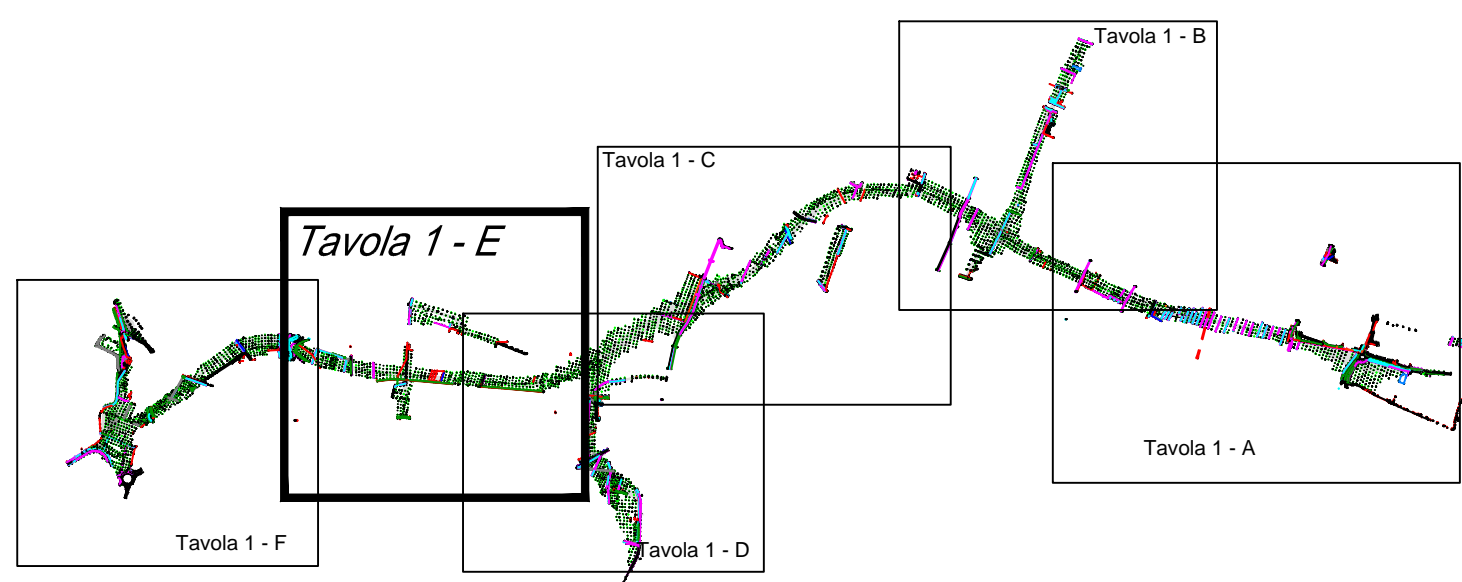 Tavola 1 - B
Tavola 1 - C
Tavola 1 - E
Tavola 1 - A
Tavola 1 - F
Tavola 1 - D